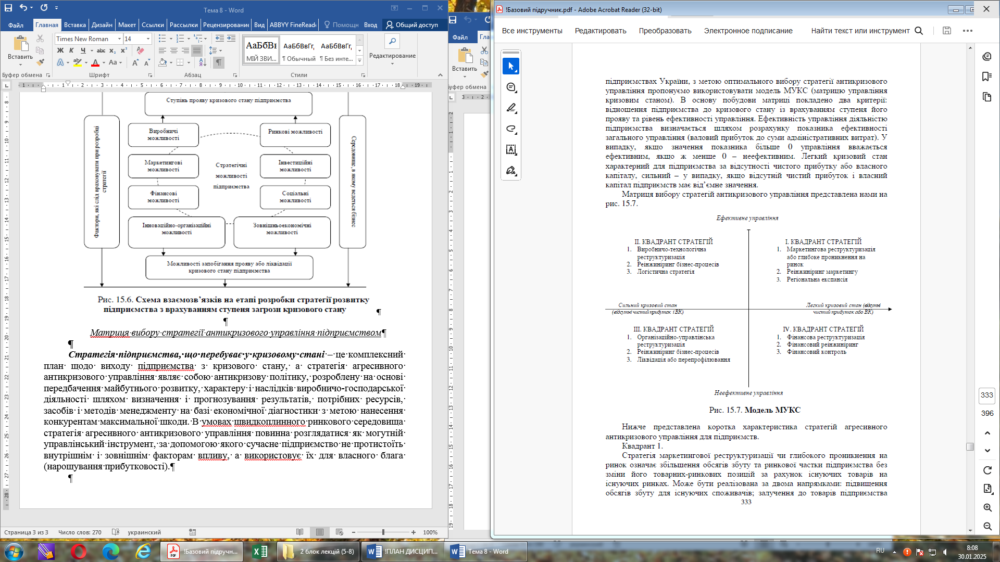 Тема 8 - Word
Файл Главная Вставка Дизайн Макет Ссылки Рассылки Рецензировани Вид ABBYY FineReade Помощн Вход Общий доступ
Times New Roman 14
Вставить
Ж К Ч abc x₂ x²
Aa
АаБбВв АаБбВвГг, АаБбВвГг,
МІЙ ЗВИ... ¶ Обычный ¶ Без инте...
Редактирование
Буфер обмена Шрифт Абзац Стили
Ступінь прояву кризового стану підприємства
Фактори, які слід враховувати при розробці стратегії
Виробничі можливості
Ринкові можливості
Маркетингові можливості
Стратегічні можливості підприємства
Інвестиційні можливості
Фінансові можливості
Соціальні можливості
Інноваційно-організаційні можливості
Зовнішньоекономічні можливості
Середовище, в якому ведеться бізнес
Можливості запобігання прояву або ліквідації
кризового стану підприємства
Рис. 15.6. Схема взаємозв’язків на етапі розробки стратегії розвитку
підприємства з врахуванням ступеня загрози кризового стану ¶
¶
Матриця·вибору·стратегії·антикризового·управління·підприємством¶
¶
Стратегія·підприємства,·що·перебуває·у·кризовому·стані·–·це·комплексний·
план· щодо· виходу· підприємства· з· кризового· стану,· а· стратегія· агресивного·
антикризового·управління·являє·собою·антикризову·політику,·розроблену·на·основі·
передбачення·майбутнього·розвитку,·характеру·і·наслідків·виробничо-господарської·
діяльності· шляхом· визначення· і· прогнозування· результатів,· потрібних· ресурсів,·
засобів·і·методів·менеджменту·на·базі·економічної·діагностики·з·метою·нанесення·
конкурентам·максимальної·шкоди.·В·умовах·швидкоплинного·ринкового·середовища·
стратегія·агресивного·антикризового·управління·повинна·розглядатися·як·могутній·
управлінський·інструмент,·за·допомогою·якого·сучасне·підприємство·не·протистоїть·
внутрішнім· і· зовнішнім· факторам· впливу,· а· використовує· їх· для· власного· блага·
(нарощування·прибутковості).¶
¶
Страница 3 из 3 Число слов: 270 украинский 100%
Файл Гла
Вставить
Буфер обмена
!Базовий підручник.pdf - Adobe Acrobat Reader (32-bit)
Все инструменты Редактировать Преобразовать Электронное подписание Найти текст или инструмент
підприємствах України, з метою оптимального вибору стратегії антикризового
управління пропонуємо використовувати модель МУКС (матрицю управління
кризовим станом). В основу побудови матриці покладено два критерії:
відношення підприємства до кризового стану із врахуванням ступеня його
прояву та рівень ефективності управління. Ефективність управління діяльністю
підприємства визначається шляхом розрахунку показника ефективності
загального управління (валовий прибуток до суми адміністративних витрат). У
випадку, якщо значення показника більше 0 управління вважається
ефективним, якщо ж менше 0 – неефективним. Легкий кризовий стан
характерний для підприємства за відсутності чистого прибутку або власного
капіталу, сильний – у випадку, якщо відсутній чистий прибуток і власний
капітал підприємств має від’ємне значення.
Матриця вибору стратегій антикризового управління представлена нами на
рис. 15.7.
Ефективне управління
ІІ. КВАДРАНТ СТРАТЕГІЙ
1. Виробничо-технологічна
реструктуризація
2. Реінжиніринг бізнес-процесів
3. Логістична стратегія
І. КВАДРАНТ СТРАТЕГІЙ
1. Маркетингова реструктуризація
або глибоке проникнення на
ринок
2. Реінжиніринг маркетингу
3. Регіональна експансія
Сильний кризовий стан
(відсутні чистий прибуток і ВК)
Легкий кризовий стан (відсутні
чистий прибуток або ВК)
ІІІ. КВАДРАНТ СТРАТЕГІЙ
1. Організаційно-управлінська
реструктуризація
2. Реінжиніринг бізнес-процесів
3. Ліквідація або перепрофілювання
IV. КВАДРАНТ СТРАТЕГІЙ
1. Фінансова реструктуризація
2. Фінансовий реінжиніринг
3. Фінансовий контроль
Неефективне управління
Рис. 15.7. Модель МУКС
Нижче представлена коротка характеристика стратегій агресивного
антикризового управління для підприємств.
Квадрант 1.
Стратегія маркетингової реструктуризації чи глибокого проникнення на
ринок означає збільшення обсягів збуту та ринкової частки підприємства без
зміни його товарних-ринкових позицій за рахунок існуючих товарів на
існуючих ринках. Може бути реалізована за двома напрямками: підвищення
обсягів збуту для існуючих споживачів; залучення до товарів підприємства
333
333
396
!Базовий підручн... 2 блок лекцій (5-8) !ПЛАН ДИСЦИП... Тема 8 - Word RU 8:08
30.01.2025